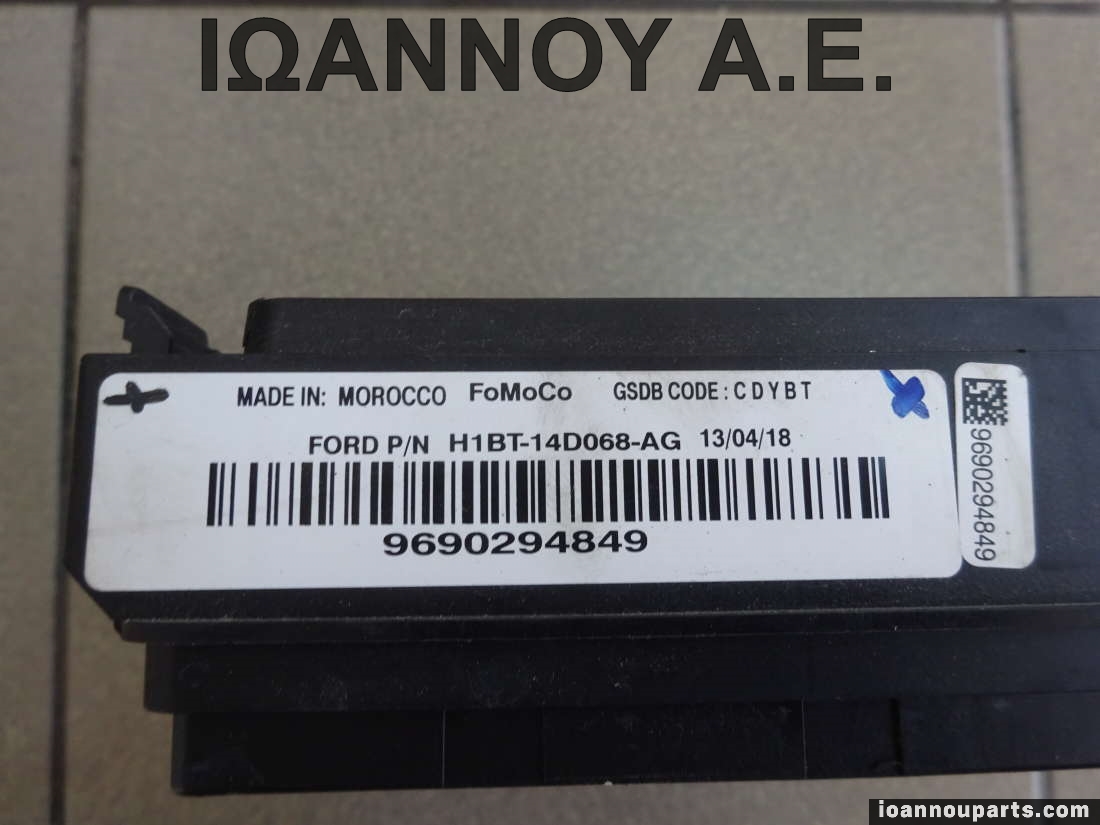 ΙΩΑΝΝΟΥ Α.Ε.
MADE IN: MOROCCO FoMoCo GSDB CODE: C D Y B T
FORD P/N H1BT-14D068-AG 13/04/18
9690294849
9690294849
ioannouparts.com